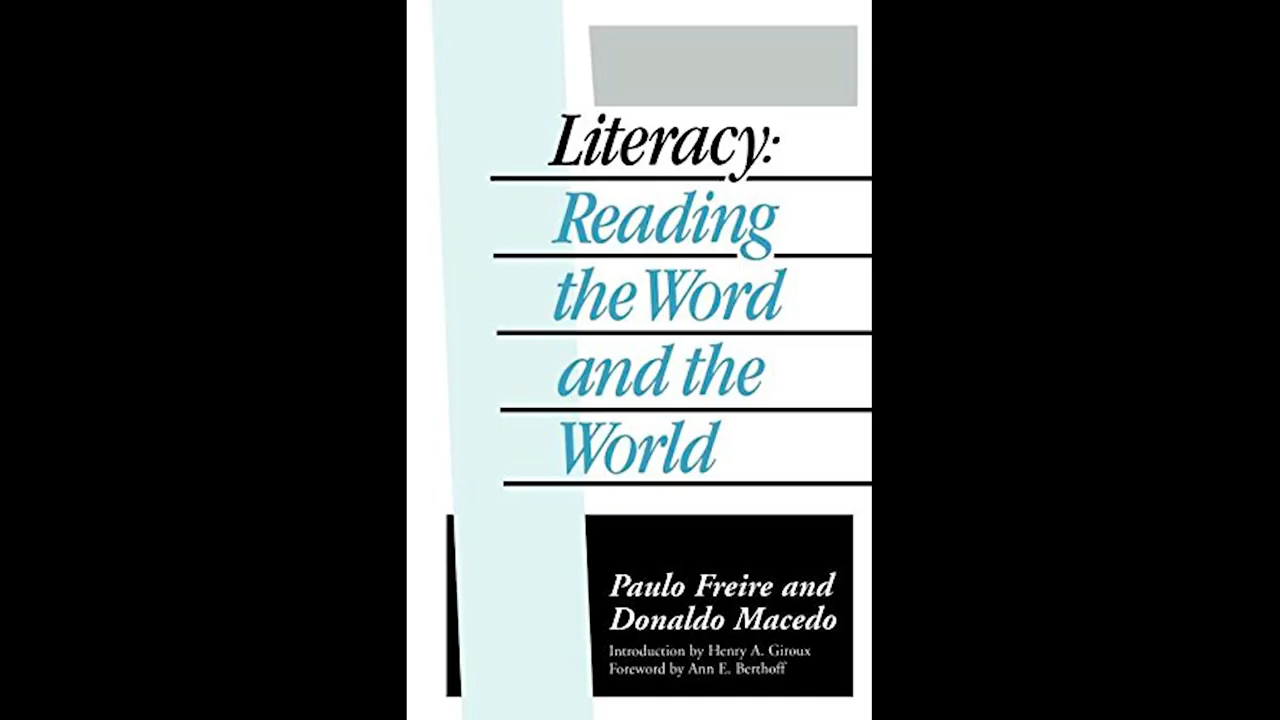 Literacy:
Reading
the Word
and the
World
Paulo Freire and
Donaldo Macedo
Introduction by Henry A. Giroux
Foreword by Ann E. Berthoff